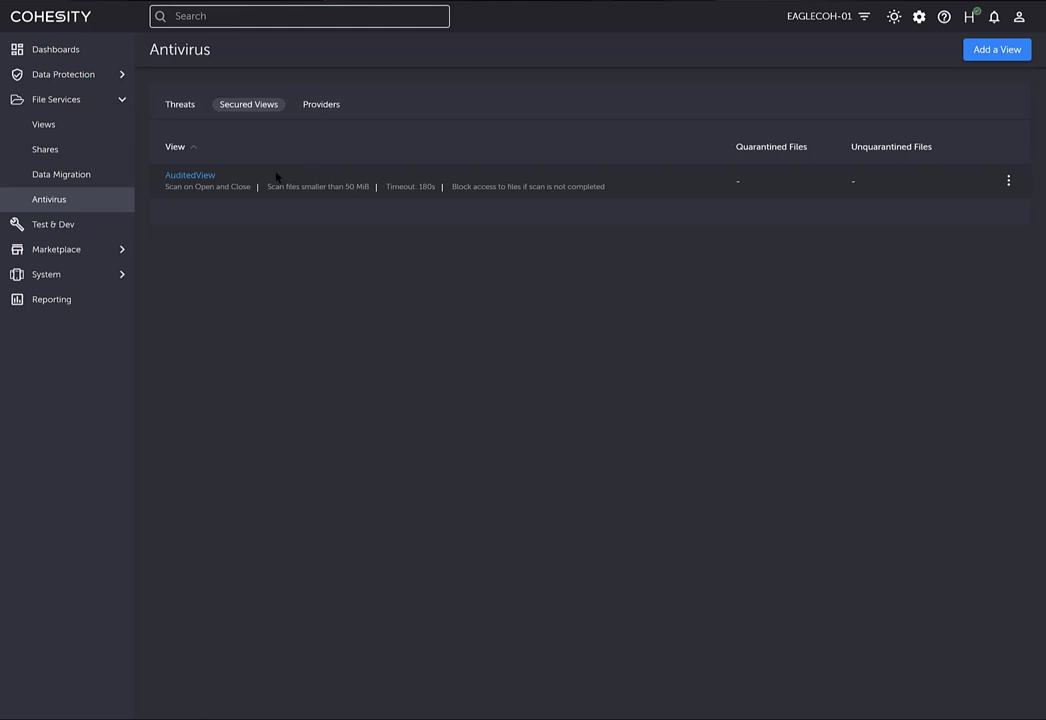 COHESITY
Search
EAGLECOH-01
H
Dashboards
Data Protection
File Services
Views
Shares
Data Migration
Antivirus
Test & Dev
Marketplace
System
Reporting
Antivirus
Add a View
Threats Secured Views Providers
View Quarantined Files Unquarantined Files
AuditedView
Scan on Open and Close | Scan files smaller than 50 MiB | Timeout: 180s | Block access to files if scan is not completed
- -